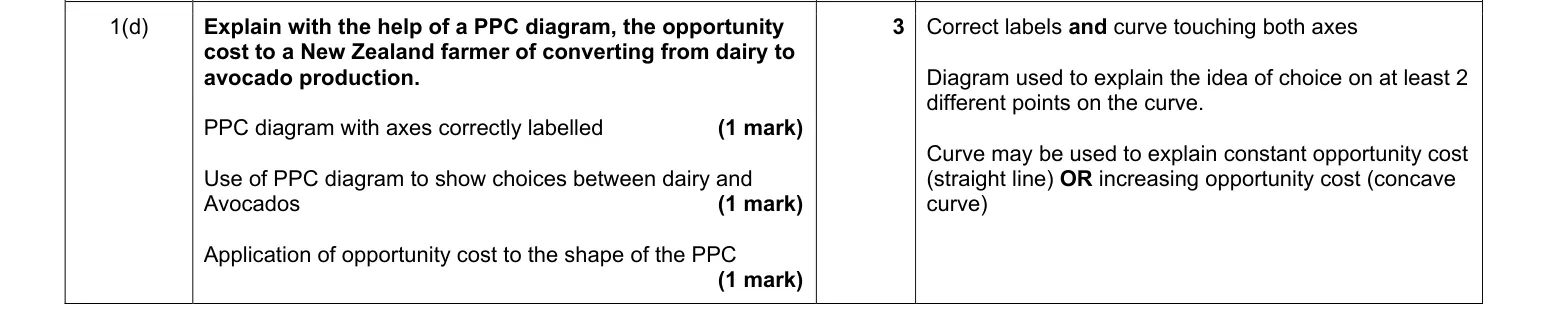 1(d)
Explain with the help of a PPC diagram, the opportunity
cost to a New Zealand farmer of converting from dairy to
avocado production.
PPC diagram with axes correctly labelled (1 mark)
Use of PPC diagram to show choices between dairy and
Avocados (1 mark)
Application of opportunity cost to the shape of the PPC
(1 mark)
3
Correct labels and curve touching both axes
Diagram used to explain the idea of choice on at least 2
different points on the curve.
Curve may be used to explain constant opportunity cost
(straight line) OR increasing opportunity cost (concave
curve)